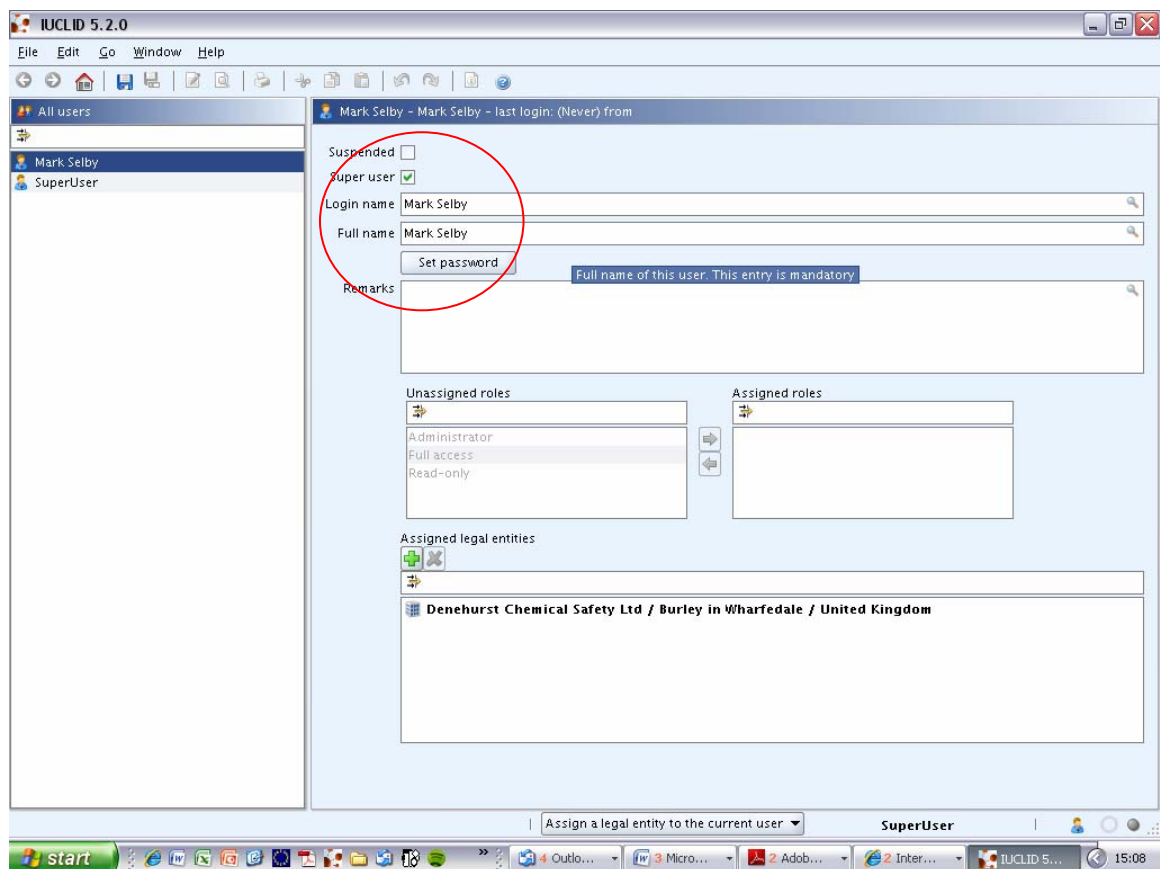 IUCLID 5.2.0
File Edit Go Window Help
All users
Mark Selby - Mark Selby - last login: (Never) from
Mark Selby
SuperUser
Suspended
Super user
Login name Mark Selby
Full name Mark Selby
Set password
Full name of this user. This entry is mandatory
Remarks
Unassigned roles Assigned roles
Administrator
Full access
Read-only
Assigned legal entities
Denehurst Chemical Safety Ltd / Burley in Wharfedale / United Kingdom
Assign a legal entity to the current user SuperUser
start » 4 Outlo... 3 Micro... 2 Adob... 2 Inter... IUCLID 5... 15:08